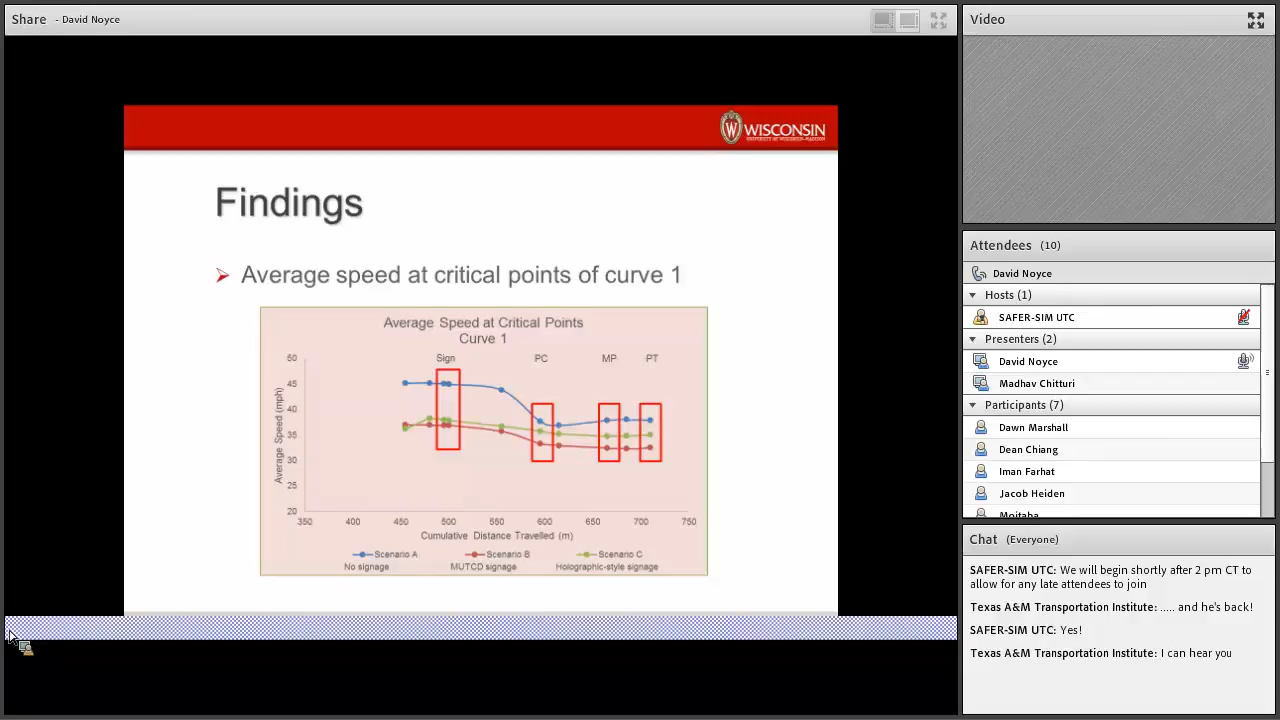 Share - David Noyce
WISCONSIN
UNIVERSITY OF WISCONSIN-MADISON
Findings
Average speed at critical points of curve 1
Average Speed at Critical Points
Curve 1
Sign PC MP PT
50
45
40
35
30
25
20
Average Speed (mph)
350 400 450 500 550 600 650 700 750
Cumulative Distance Travelled (m)
Scenario A Scenario B Scenario C
No signage MUTCD signage Holographic-style signage
Video
Attendees (10)
David Noyce
Hosts (1)
SAFER-SIM UTC
Presenters (2)
David Noyce
Madhav Chitturi
Participants (7)
Dawn Marshall
Dean Chiang
Iman Farhat
Jacob Heiden
Mojtaba
Chat (Everyone)
SAFER-SIM UTC: We will begin shortly after 2 pm CT to
allow for any late attendees to join
Texas A&M Transportation Institute: ..... and he's back!
SAFER-SIM UTC: Yes!
Texas A&M Transportation Institute: I can hear you